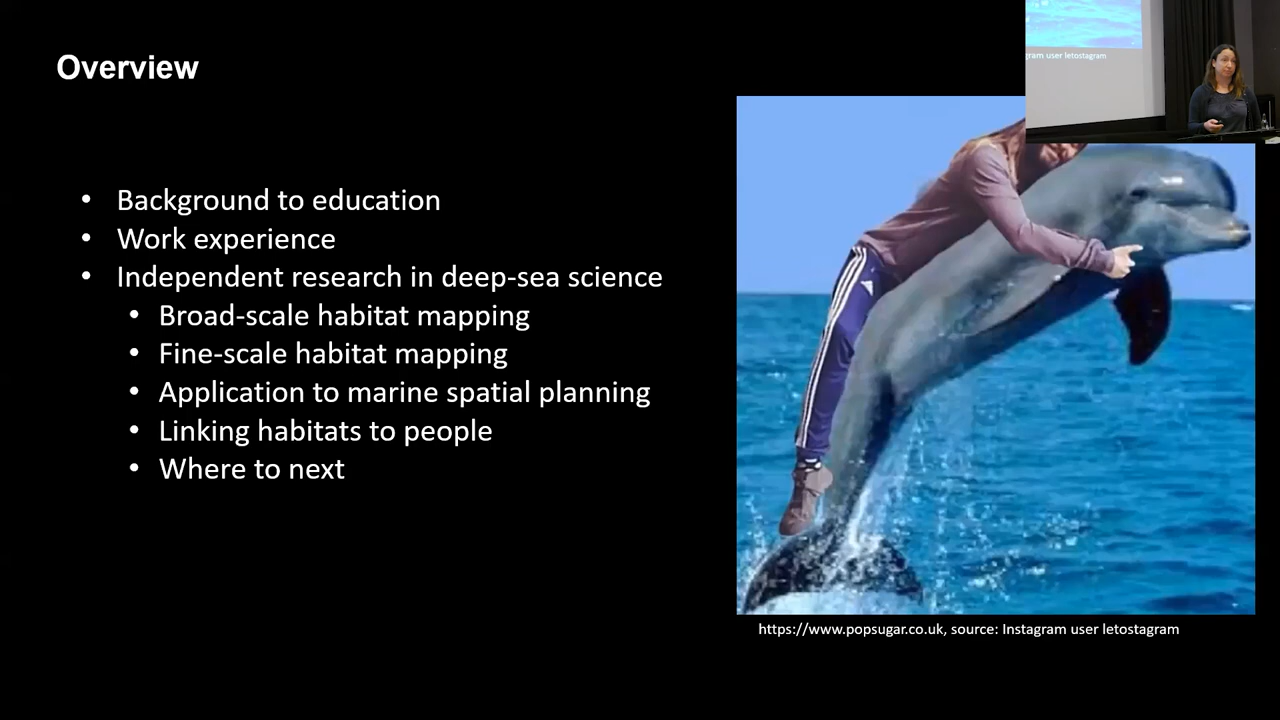 Overview
Background to education
Work experience
Independent research in deep-sea science
Broad-scale habitat mapping
Fine-scale habitat mapping
Application to marine spatial planning
Linking habitats to people
Where to next
gram user letostagram
https://www.popsugar.co.uk, source: Instagram user letostagram